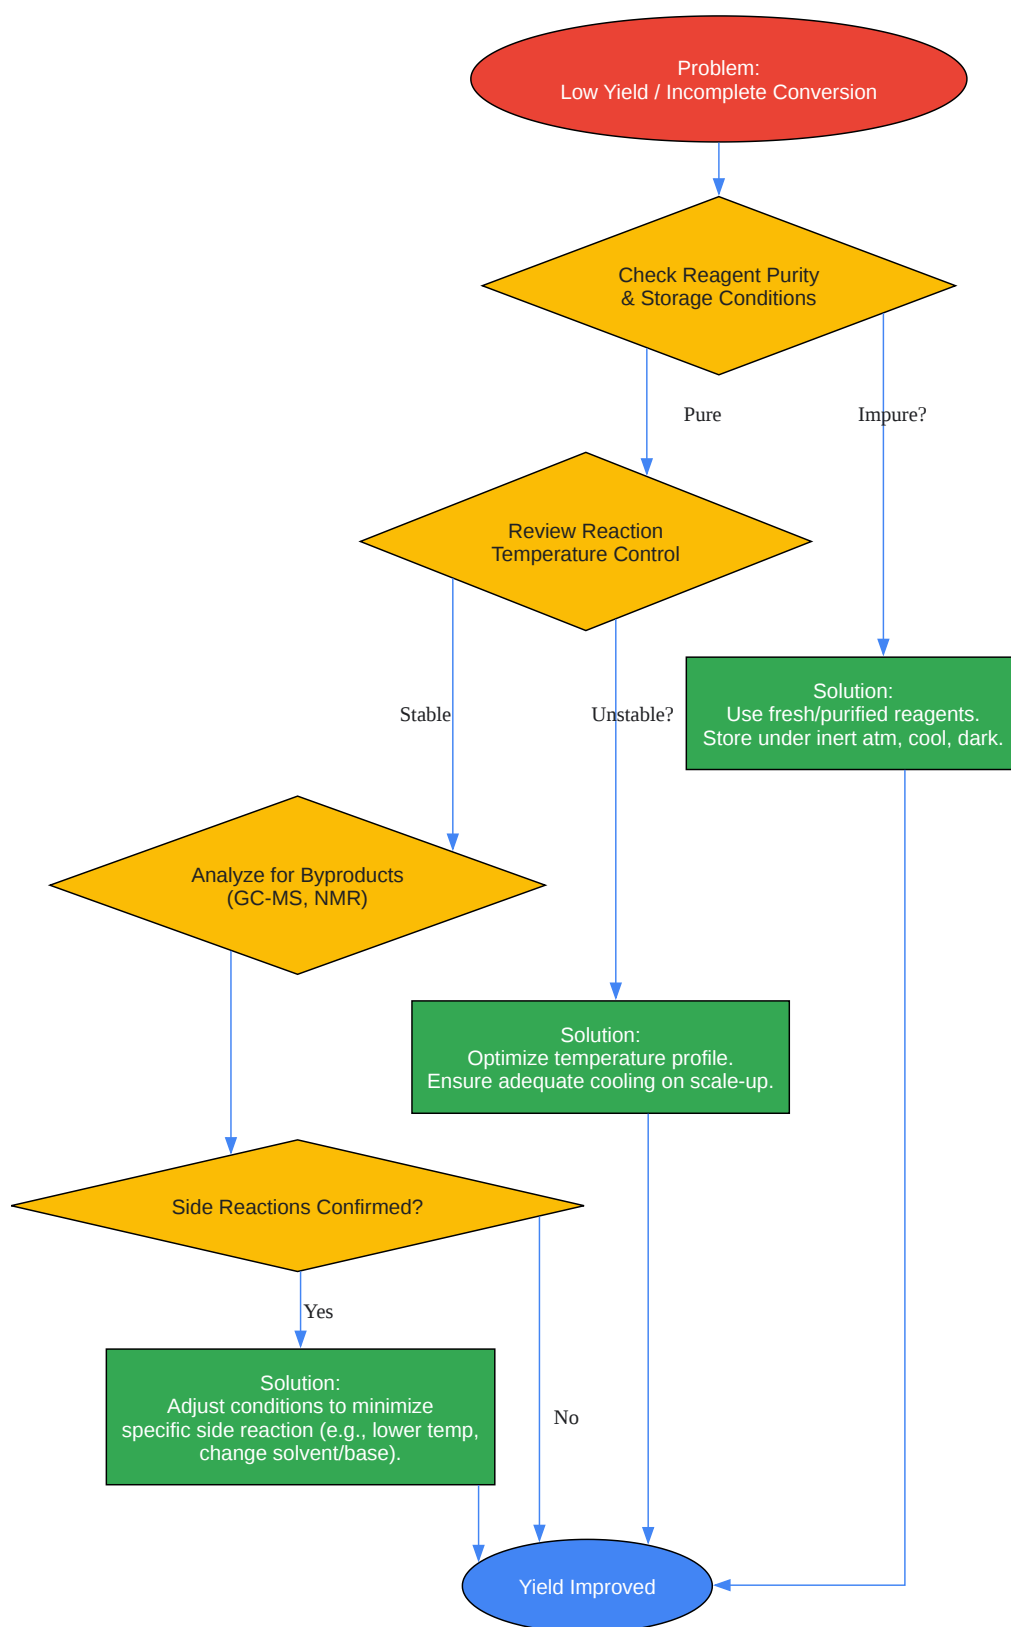 Problem:
Low Yield / Incomplete Conversion
Check Reagent Purity
& Storage Conditions
Pure
Impure?
Review Reaction
Temperature Control
Solution:
Use fresh/purified reagents.
Store under inert atm, cool, dark.
Stable
Unstable?
Analyze for Byproducts
(GC-MS, NMR)
Solution:
Optimize temperature profile.
Ensure adequate cooling on scale-up.
Side Reactions Confirmed?
Yes
Solution:
Adjust conditions to minimize
specific side reaction (e.g., lower temp,
change solvent/base).
No
Yield Improved